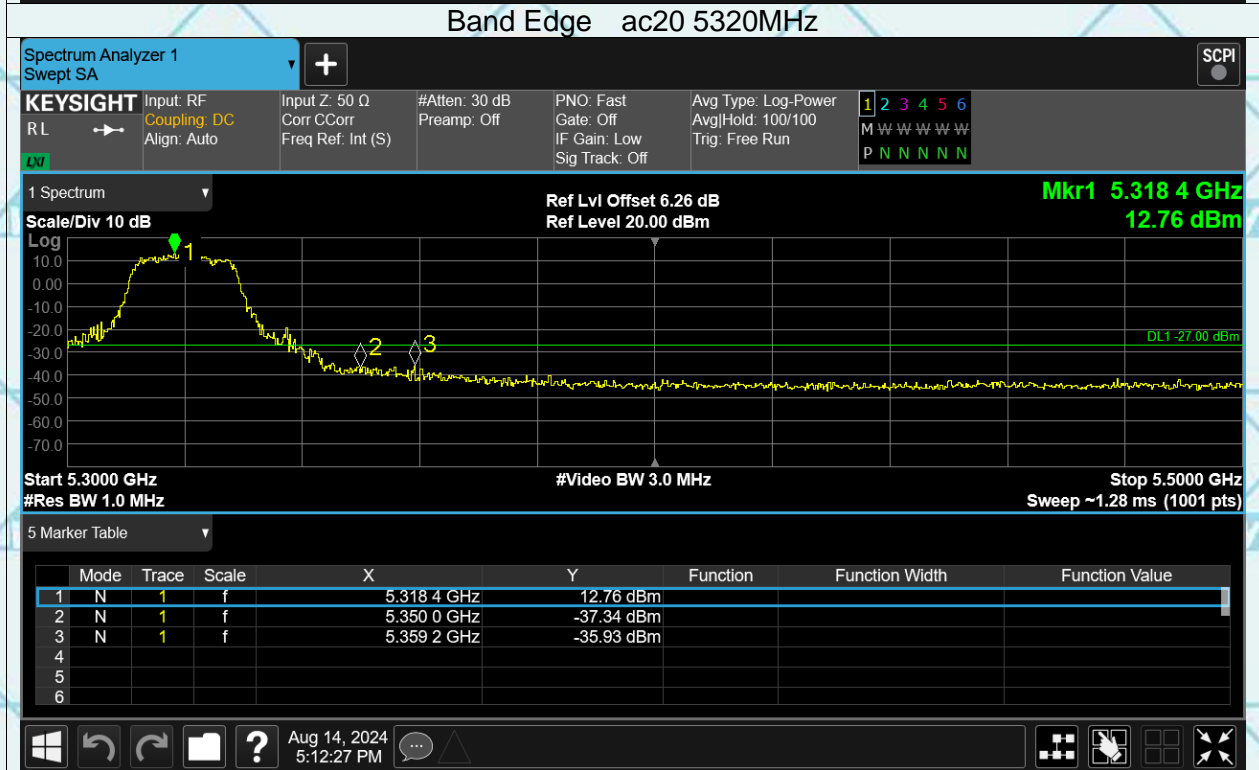 Band Edge ac20 5320MHz
Spectrum Analyzer 1
Swept SA
SCPI
KEYSIGHT Input: RF Input Z: 50 Ω #Atten: 30 dB PNO: Fast Avg Type: Log-Power 1 2 3 4 5 6
RL Coupling: DC Corr CCorr Preamp: Off Gate: Off Avg|Hold: 100/100 M W W W W W
Align: Auto Freq Ref: Int (S) IF Gain: Low Trig: Free Run P N N N N N
LXI Sig Track: Off
1 Spectrum Ref Lvl Offset 6.26 dB Mkr1 5.318 4 GHz
Scale/Div 10 dB Ref Level 20.00 dBm 12.76 dBm
Log
1
10.0
0.00
-10.0
-20.0
DL1 -27.00 dBm
2 3
-30.0
-40.0
-50.0
-60.0
-70.0
Start 5.3000 GHz #Video BW 3.0 MHz Stop 5.5000 GHz
#Res BW 1.0 MHz Sweep ~1.28 ms (1001 pts)
5 Marker Table
Mode Trace Scale X Y Function Function Width Function Value
1 N 1 f 5.318 4 GHz 12.76 dBm
2 N 1 f 5.350 0 GHz -37.34 dBm
3 N 1 f 5.359 2 GHz -35.93 dBm
4
5
6
? Aug 14, 2024
5:12:27 PM